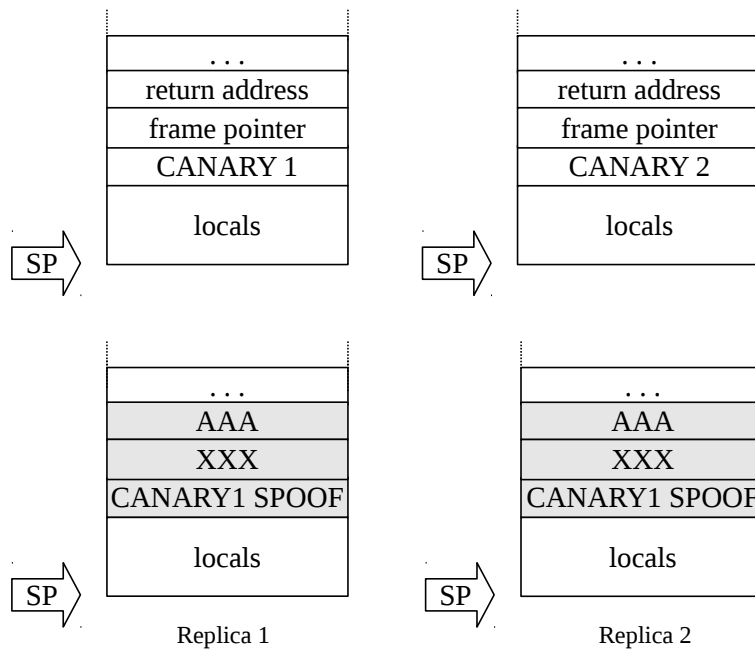 . . .
return address
frame pointer
CANARY 1
locals
SP
. . .
return address
frame pointer
CANARY 2
locals
SP
. . .
AAA
XXX
CANARY1 SPOOF
locals
SP
Replica 1
. . .
AAA
XXX
CANARY1 SPOOF
locals
SP
Replica 2